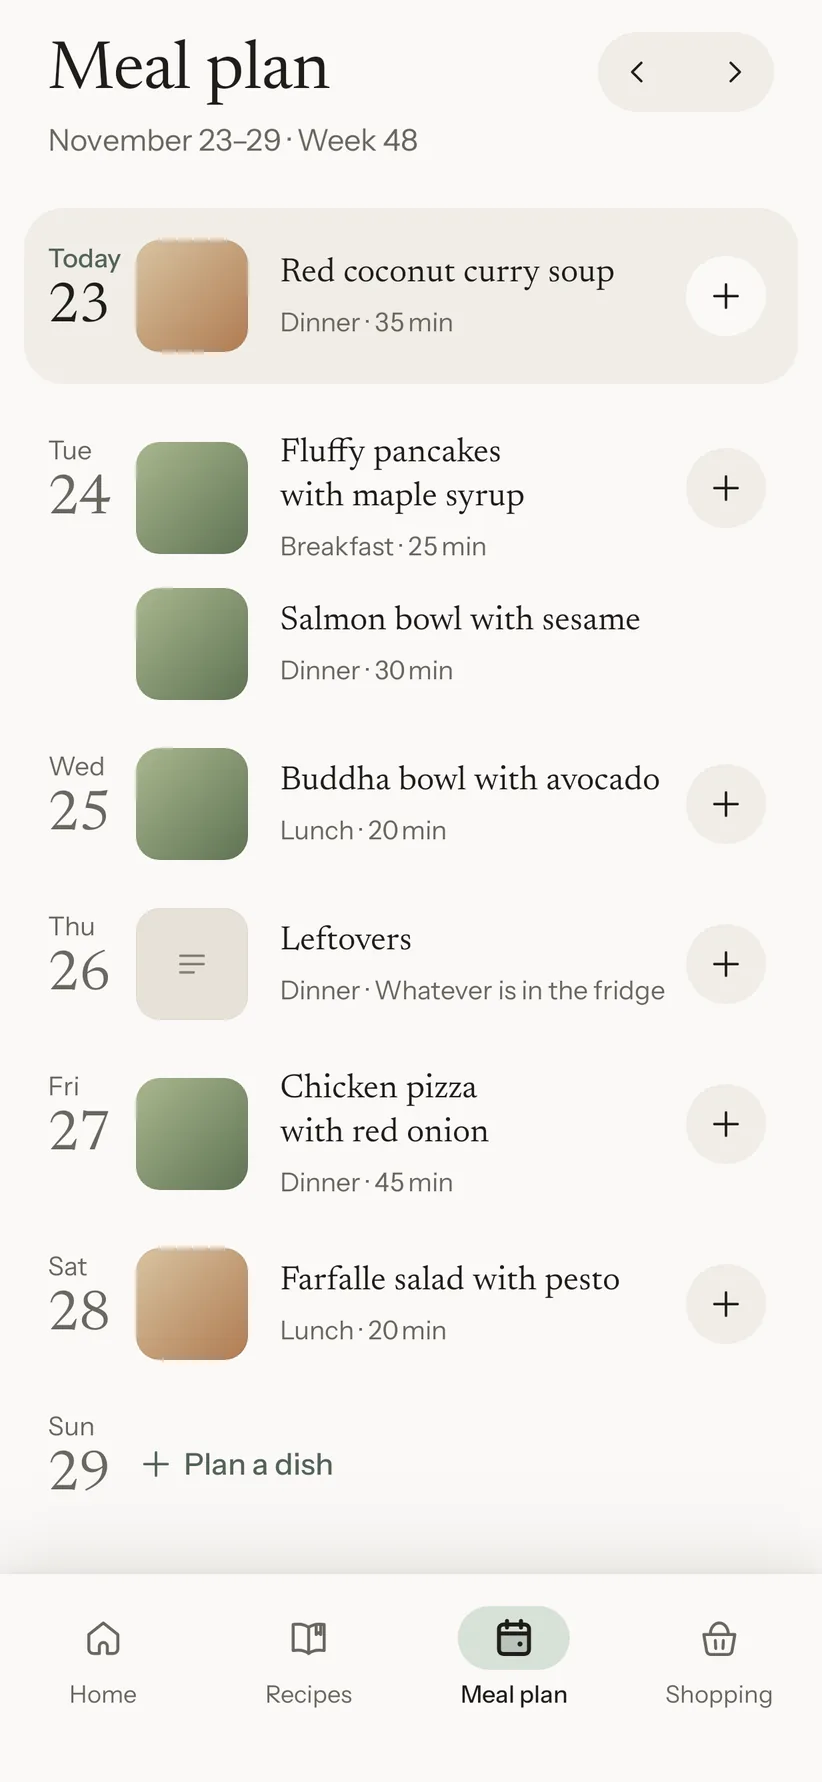 Meal plan
November 23–29 · Week 48
Today
23
Red coconut curry soup
Dinner · 35 min
Tue
24
Fluffy pancakes
with maple syrup
Breakfast · 25 min
Salmon bowl with sesame
Dinner · 30 min
Wed
25
Buddha bowl with avocado
Lunch · 20 min
Thu
26
Leftovers
Dinner · Whatever is in the fridge
Fri
27
Chicken pizza
with red onion
Dinner · 45 min
Sat
28
Farfalle salad with pesto
Lunch · 20 min
Sun
29
+ Plan a dish
Home
Recipes
Meal plan
Shopping